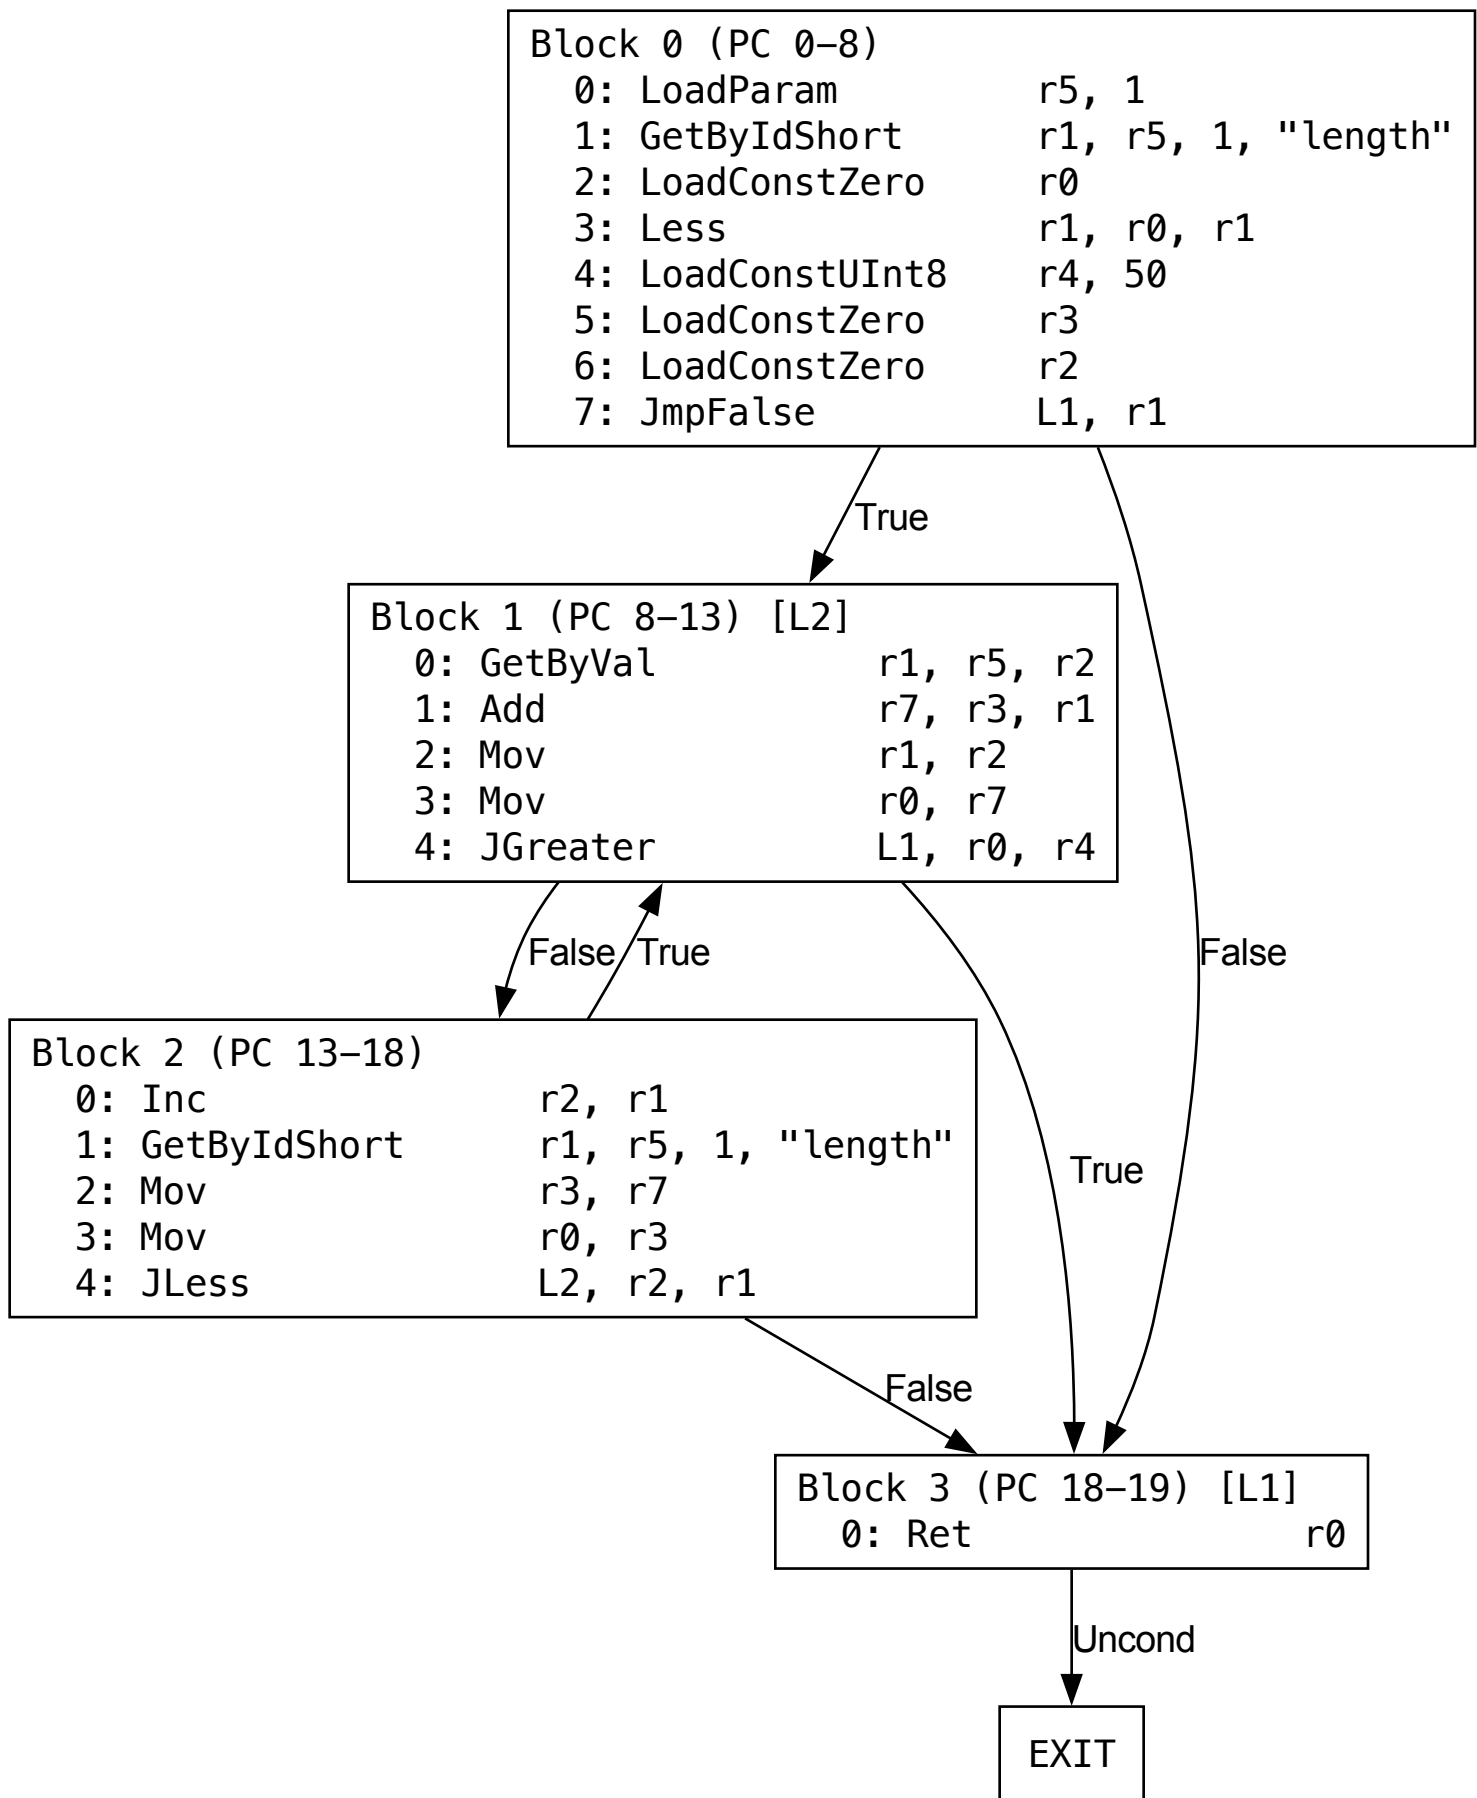 Block 0 (PC 0–8)
0: LoadParam r5, 1
1: GetByIdShort r1, r5, 1, "length"
2: LoadConstZero r0
3: Less r1, r0, r1
4: LoadConstUInt8 r4, 50
5: LoadConstZero r3
6: LoadConstZero r2
7: JmpFalse L1, r1
True
Block 1 (PC 8–13) [L2]
0: GetByVal r1, r5, r2
1: Add r7, r3, r1
2: Mov r1, r2
3: Mov r0, r7
4: JGreater L1, r0, r4
False True False
Block 2 (PC 13–18)
0: Inc r2, r1
1: GetByIdShort r1, r5, 1, "length"
2: Mov r3, r7
3: Mov r0, r3
4: JLess L2, r2, r1
True
False
Block 3 (PC 18–19) [L1]
0: Ret r0
Uncond
EXIT